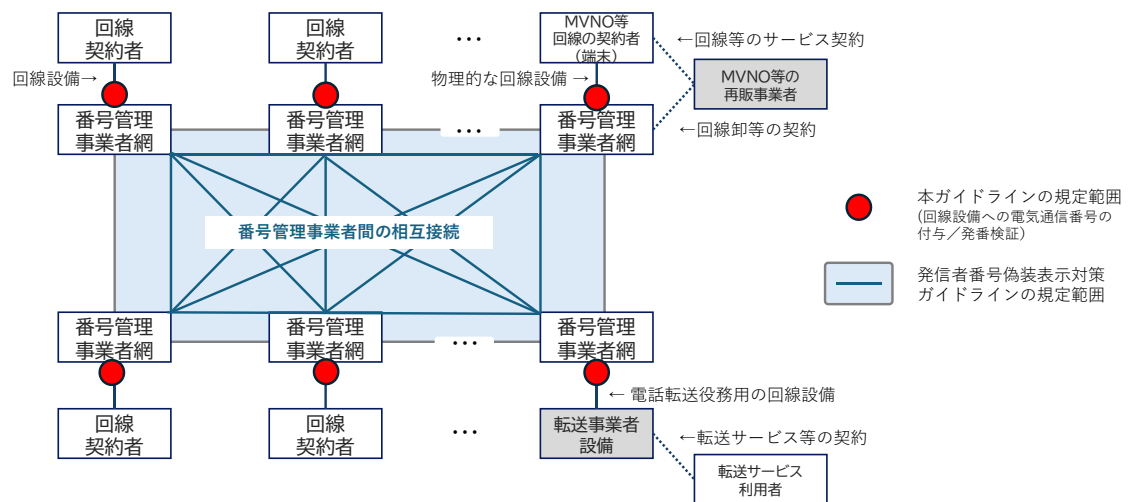 回線
契約者
回線
契約者
…
MVNO等
回線の契約者
（端末）
←回線等のサービス契約
回線設備→
物理的な回線設備 →
MVNO等の
再販事業者
番号管理
事業者網
番号管理
事業者網
…
番号管理
事業者網
←回線卸等の契約
番号管理事業者間の相互接続
本ガイドラインの規定範囲
(回線設備への電気通信番号の
付与／発番検証）
発信者番号偽装表示対策
ガイドラインの規定範囲
番号管理
事業者網
番号管理
事業者網
…
番号管理
事業者網
← 電話転送役務用の回線設備
回線
契約者
回線
契約者
…
転送事業者
設備
←転送サービス等の契約
転送サービス
利用者